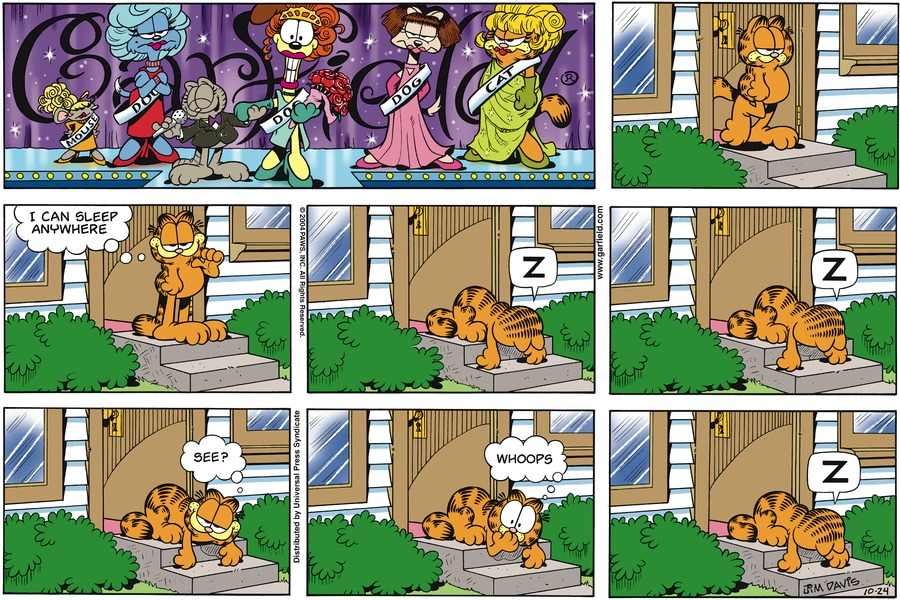 Garfield ®
MOUSE
DOG
DOG
CAT
I CAN SLEEP
ANYWHERE
© 2004 PAWS, INC. All Rights Reserved.
Z
www.garfield.com
Z
SEE?
Distributed by Universal Press Syndicate
WHOOPS
Z
JIM DAVIS 10-24